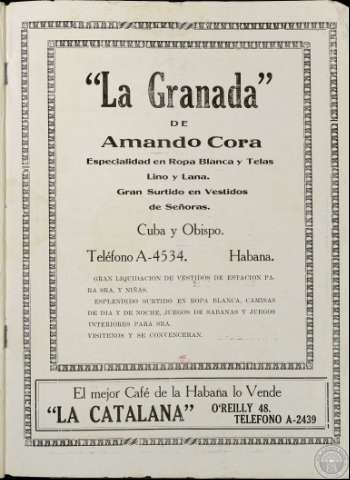 "La Granada"
DE
Amando Cora
Especialidad en Ropa Blanca y Telas
Lino y Lana.
Gran Surtido en Vestidos
de Señoras.
Cuba y Obispo.
Teléfono A-4534. Habana.
GRAN LIQUIDACION DE VESTIDOS DE ESTACION PA-
RA SRA. Y NIÑAS.
ESPLENDIDO SURTIDO EN ROPA BLANCA, CAMISAS
DE DIA Y DE NOCHE, JUEGOS DE SABANAS Y JUEGOS
INTERIORES PARA SRA.
VISITENOS Y SE CONVENCERAN.
El mejor Café de la Habana lo Vende
"LA CATALANA" O'REILLY 48.
TELEFONO A-2439